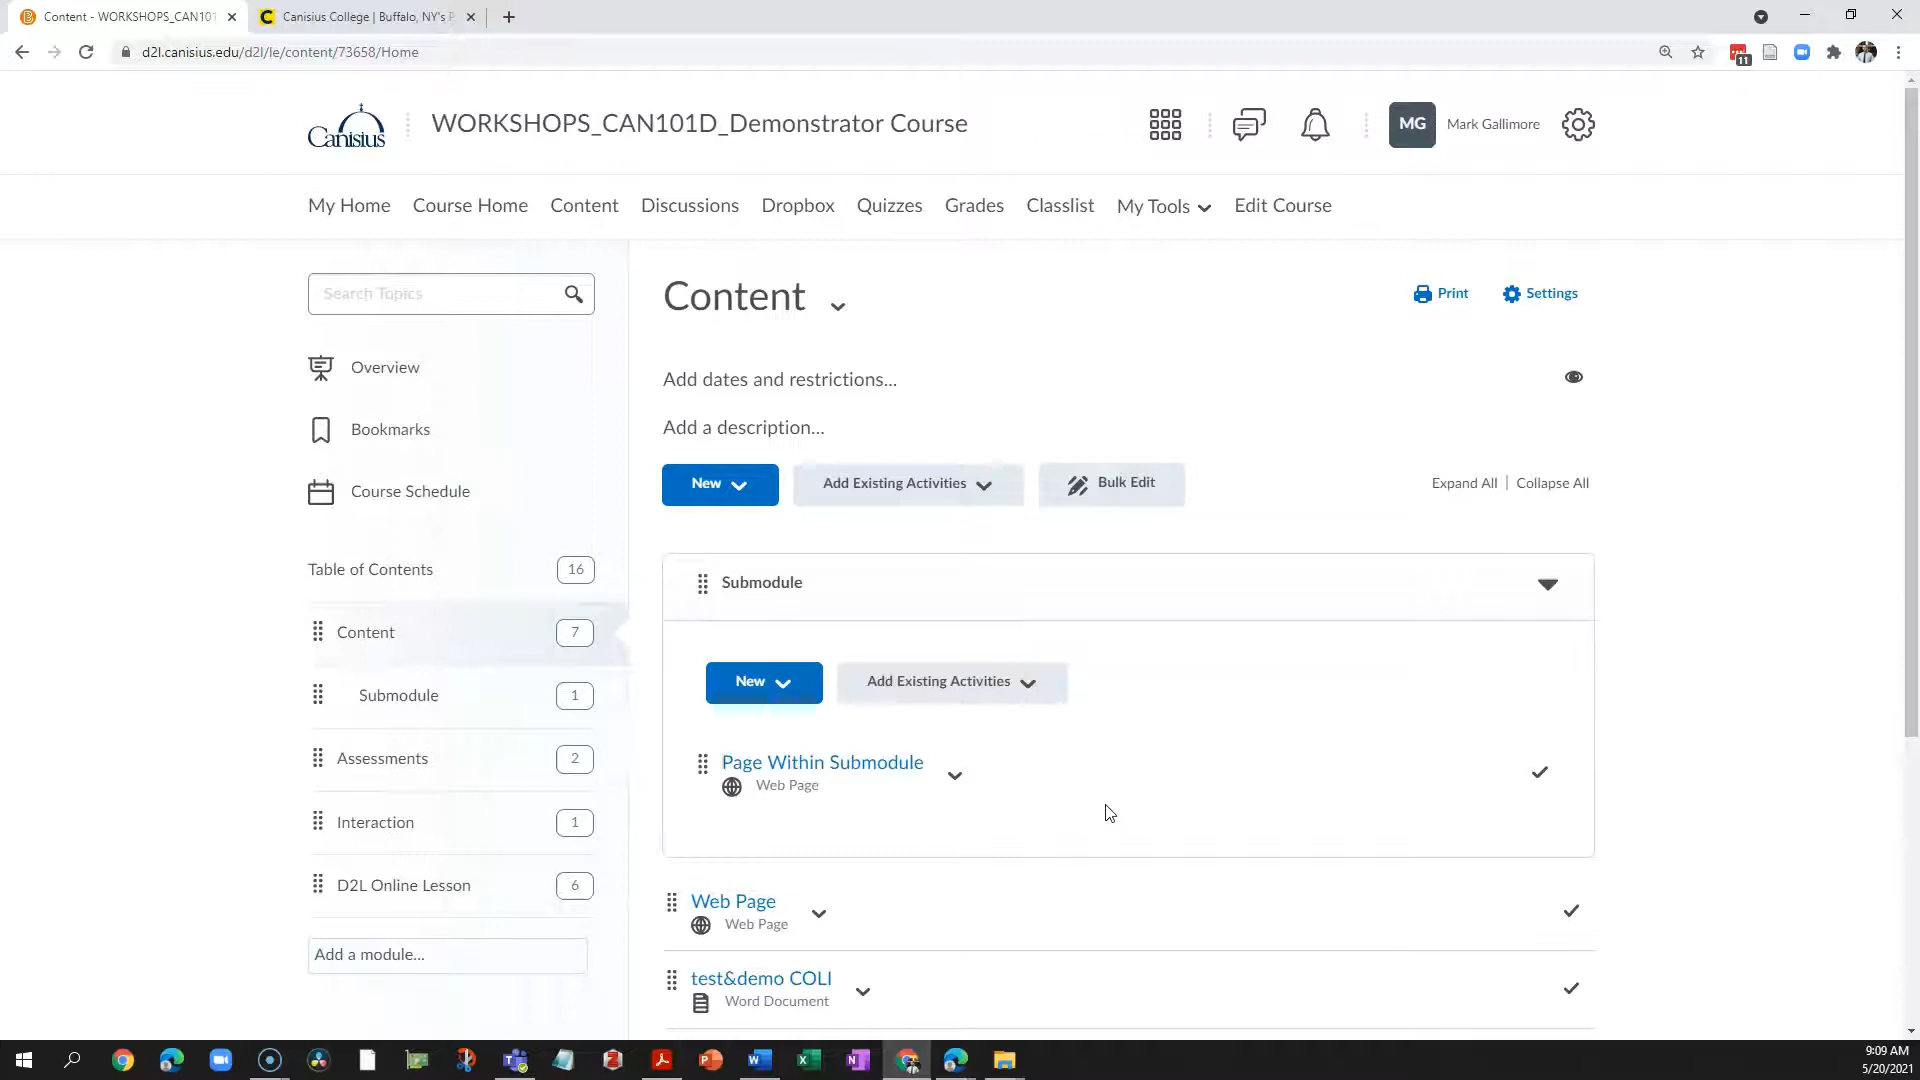 Content - WORKSHOPS_CAN101
Canisius College | Buffalo, NY's P
d2l.canisius.edu/d2l/le/content/73658/Home
11
Canisius
WORKSHOPS_CAN101D_Demonstrator Course
MG
Mark Gallimore
My Home
Course Home
Content
Discussions
Dropbox
Quizzes
Grades
Classlist
My Tools
Edit Course
Search Topics
Overview
Bookmarks
Course Schedule
Table of Contents 16
Content 7
Submodule 1
Assessments 2
Interaction 1
D2L Online Lesson 6
Add a module...
Content
Print
Settings
Add dates and restrictions...
Add a description...
New
Add Existing Activities
Bulk Edit
Expand All | Collapse All
Submodule
New
Add Existing Activities
Page Within Submodule
Web Page
Web Page
Web Page
test&demo COLI
Word Document
9:09 AM
5/20/2021